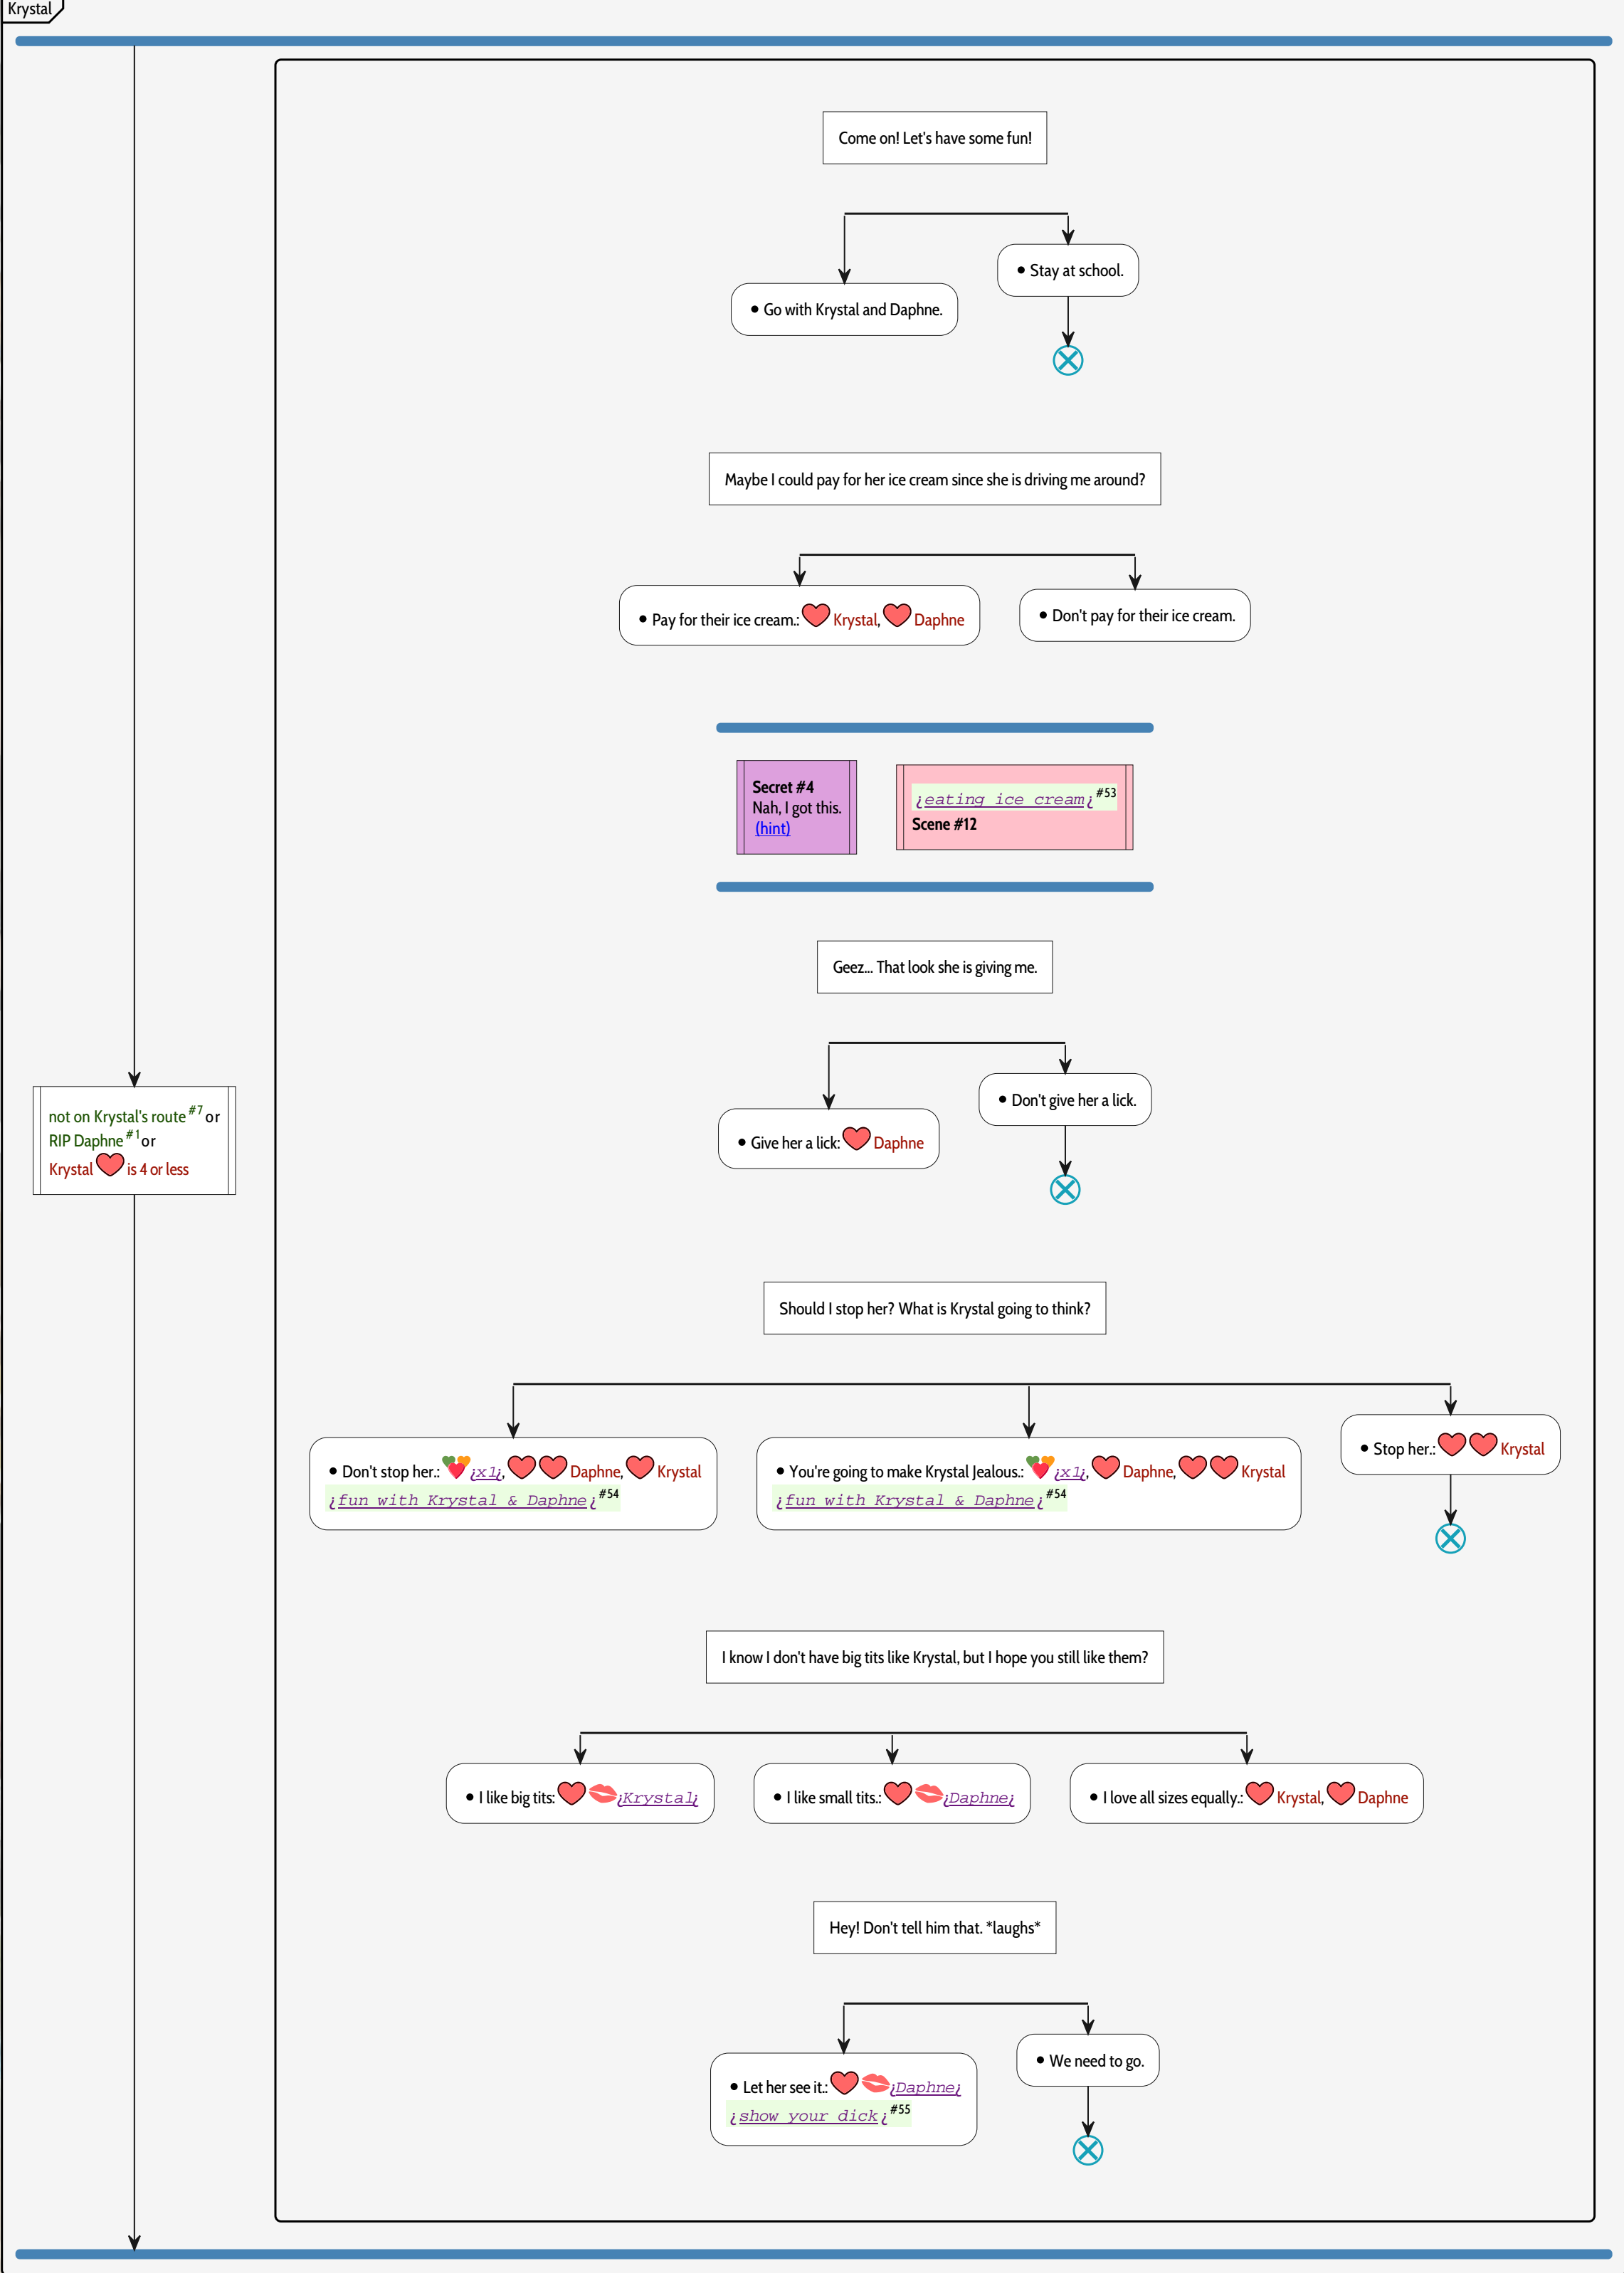 Krystal
Come on! Let's have some fun!
• Go with Krystal and Daphne.
• Stay at school.
Maybe I could pay for her ice cream since she is driving me around?
• Pay for their ice cream.: Krystal, Daphne
• Don't pay for their ice cream.
Secret #4
Nah, I got this.
(hint)
¿eating ice cream¿ #53
Scene #12
Geez... That look she is giving me.
• Give her a lick: Daphne
• Don't give her a lick.
not on Krystal's route #7 or
RIP Daphne #1 or
Krystal is 4 or less
Should I stop her? What is Krystal going to think?
• Don't stop her.: ¿x1¿, Daphne, Krystal
¿fun with Krystal & Daphne¿ #54
• You're going to make Krystal Jealous.: ¿x1¿, Daphne, Krystal
¿fun with Krystal & Daphne¿ #54
• Stop her.: Krystal
I know I don't have big tits like Krystal, but I hope you still like them?
• I like big tits: ¿Krystal¿
• I like small tits.: ¿Daphne¿
• I love all sizes equally.: Krystal, Daphne
Hey! Don't tell him that. *laughs*
• Let her see it.: ¿Daphne¿
¿show your dick¿ #55
• We need to go.